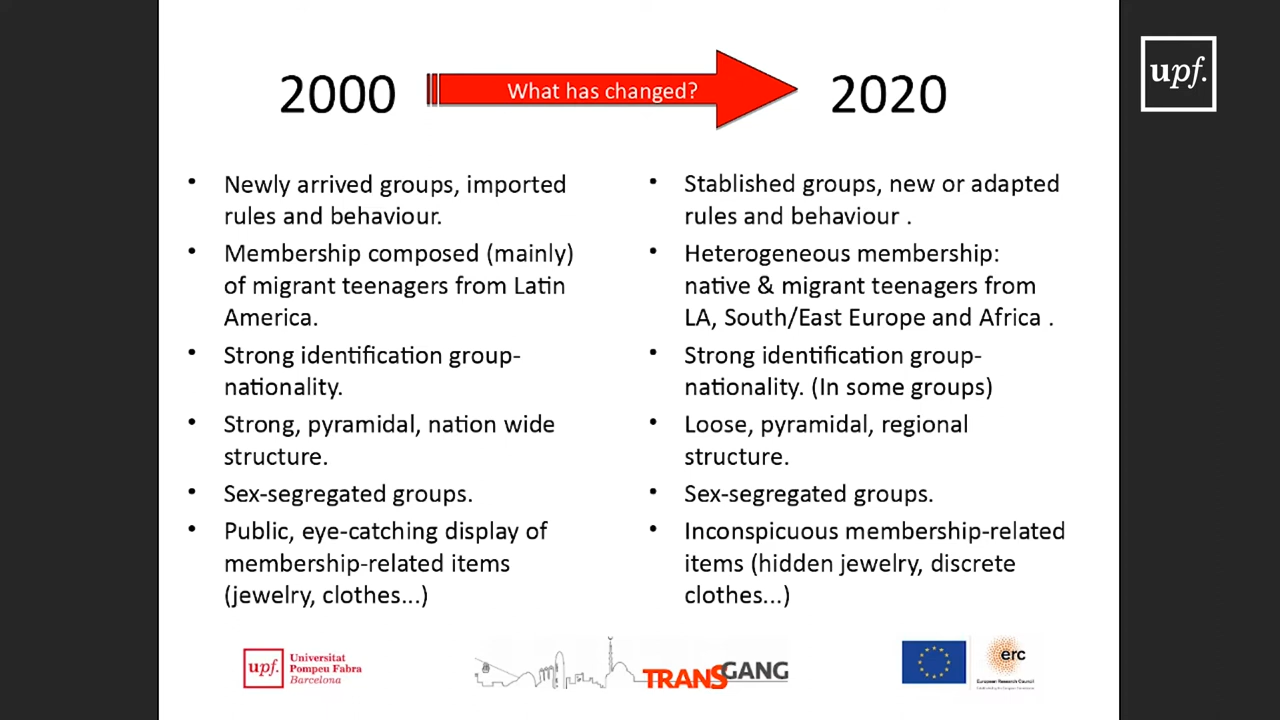 2000
What has changed?
2020
upf.
• Newly arrived groups, imported
rules and behaviour.
• Membership composed (mainly)
of migrant teenagers from Latin
America.
• Strong identification group-
nationality.
• Strong, pyramidal, nation wide
structure.
• Sex-segregated groups.
• Public, eye-catching display of
membership-related items
(jewelry, clothes...)
• Stablished groups, new or adapted
rules and behaviour .
• Heterogeneous membership:
native & migrant teenagers from
LA, South/East Europe and Africa .
• Strong identification group-
nationality. (In some groups)
• Loose, pyramidal, regional
structure.
• Sex-segregated groups.
• Inconspicuous membership-related
items (hidden jewelry, discrete
clothes...)
upf.
Universitat
Pompeu Fabra
Barcelona
TRANSGANG
erc
European Research Council